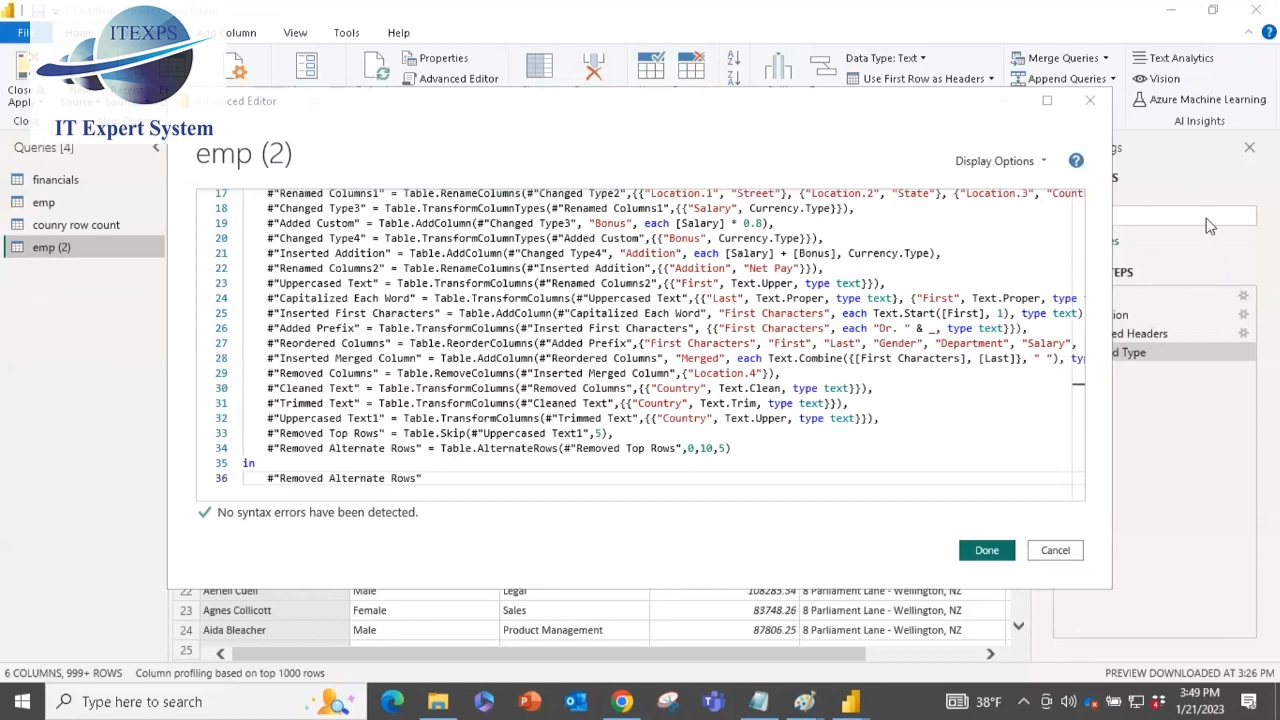 ITEXPS
IT Expert System
Add Column
View
Tools
Help
Properties
Advanced Editor
Data Type: Text
Use First Row as Headers
Merge Queries
Append Queries
Text Analytics
Vision
Azure Machine Learning
AI Insights
Close &
Apply
Queries [4]
financials
emp
counry row count
emp (2)
emp (2)
Display Options
17 #"Renamed Columns1" = Table.RenameColumns(#"Changed Type2",{{"Location.1", "Street"}, {"Location.2", "State"}, {"Location.3", "Count
18 #"Changed Type3" = Table.TransformColumnTypes(#"Renamed Columns1",{{"Salary", Currency.Type}}),
19 #"Added Custom" = Table.AddColumn(#"Changed Type3", "Bonus", each [Salary] * 0.8),
20 #"Changed Type4" = Table.TransformColumnTypes(#"Added Custom",{{"Bonus", Currency.Type}}),
21 #"Inserted Addition" = Table.AddColumn(#"Changed Type4", "Addition", each [Salary] + [Bonus], Currency.Type),
22 #"Renamed Columns2" = Table.RenameColumns(#"Inserted Addition",{{"Addition", "Net Pay"}}),
23 #"Uppercased Text" = Table.TransformColumns(#"Renamed Columns2",{{"First", Text.Upper, type text}}),
24 #"Capitalized Each Word" = Table.TransformColumns(#"Uppercased Text",{{"Last", Text.Proper, type text}, {"First", Text.Proper, type
25 #"Inserted First Characters" = Table.AddColumn(#"Capitalized Each Word", "First Characters", each Text.Start([First], 1), type text)
26 #"Added Prefix" = Table.TransformColumns(#"Inserted First Characters", {{"First Characters", each "Dr. " & _, type text}}),
27 #"Reordered Columns" = Table.ReorderColumns(#"Added Prefix",{"First Characters", "First", "Last", "Gender", "Department", "Salary",
28 #"Inserted Merged Column" = Table.AddColumn(#"Reordered Columns", "Merged", each Text.Combine({[First Characters], [Last]}, " "), typ
29 #"Removed Columns" = Table.RemoveColumns(#"Inserted Merged Column",{"Location.4"}),
30 #"Cleaned Text" = Table.TransformColumns(#"Removed Columns",{{"Country", Text.Clean, type text}}),
31 #"Trimmed Text" = Table.TransformColumns(#"Cleaned Text",{{"Country", Text.Trim, type text}}),
32 #"Uppercased Text1" = Table.TransformColumns(#"Trimmed Text",{{"Country", Text.Upper, type text}}),
33 #"Removed Top Rows" = Table.Skip(#"Uppercased Text1",5),
34 #"Removed Alternate Rows" = Table.AlternateRows(#"Removed Top Rows",0,10,5)
35 in
36 #"Removed Alternate Rows"
No syntax errors have been detected.
Done
Cancel
22 Aeriell Cuell Male Legal 108285.34 8 Parliament Lane - Wellington, NZ
23 Agnes Collicott Female Sales 83748.26 8 Parliament Lane - Wellington, NZ
24 Aida Bleacher Male Product Management 87806.25 8 Parliament Lane - Wellington, NZ
25
6 COLUMNS, 999+ ROWS
Column profiling based on top 1000 rows
PREVIEW DOWNLOADED AT 3:26 PM
Type here to search
38°F
3:49 PM
1/21/2023